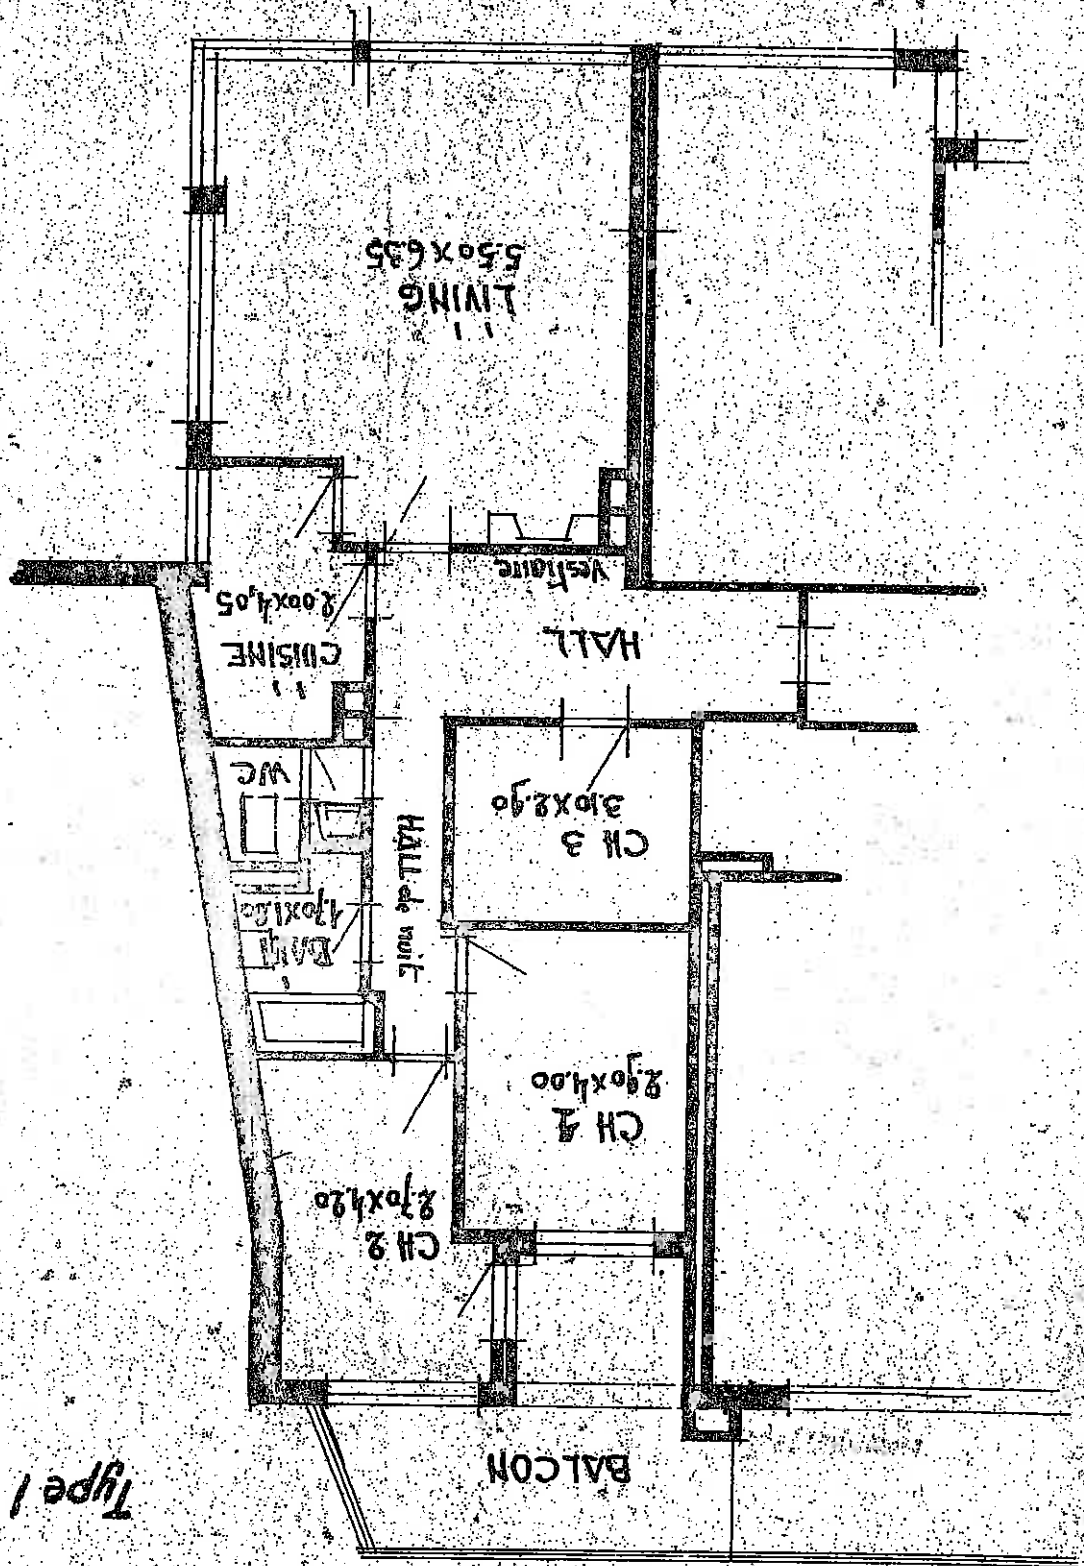 Type 1
BALCON
CH 2
2.70x4.20
CH 1
2.90x4.00
BAIN
1.70x1.20
HALL de nuit
CH 3
3.10x2.90
WC
CUISINE
2.00x4,05
HALL
Vestiaire
LIVING
5.50x6.35